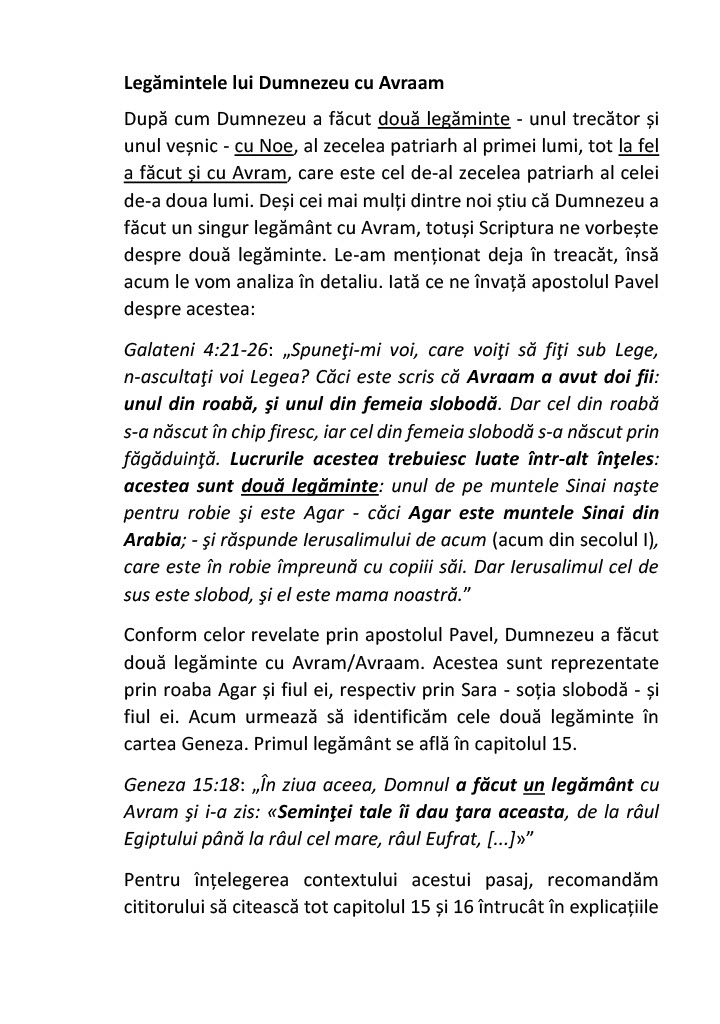 Legămintele lui Dumnezeu cu Avraam
După cum Dumnezeu a făcut două legăminte - unul trecător și
unul veșnic - cu Noe, al zecelea patriarh al primei lumi, tot la fel
a făcut și cu Avram, care este cel de-al zecelea patriarh al celei
de-a doua lumi. Deși cei mai mulți dintre noi știu că Dumnezeu a
făcut un singur legământ cu Avram, totuși Scriptura ne vorbește
despre două legăminte. Le-am menționat deja în treacăt, însă
acum le vom analiza în detaliu. Iată ce ne învață apostolul Pavel
despre acestea:
Galateni 4:21-26: „Spuneţi-mi voi, care voiţi să fiţi sub Lege,
n-ascultaţi voi Legea? Căci este scris că Avraam a avut doi fii:
unul din roabă, şi unul din femeia slobodă. Dar cel din roabă
s-a născut în chip firesc, iar cel din femeia slobodă s-a născut prin
făgăduinţă. Lucrurile acestea trebuiesc luate într-alt înţeles:
acestea sunt două legăminte: unul de pe muntele Sinai naşte
pentru robie şi este Agar - căci Agar este muntele Sinai din
Arabia; - şi răspunde Ierusalimului de acum (acum din secolul I),
care este în robie împreună cu copiii săi. Dar Ierusalimul cel de
sus este slobod, şi el este mama noastră.”
Conform celor revelate prin apostolul Pavel, Dumnezeu a făcut
două legăminte cu Avram/Avraam. Acestea sunt reprezentate
prin roaba Agar și fiul ei, respectiv prin Sara - soția slobodă - și
fiul ei. Acum urmează să identificăm cele două legăminte în
cartea Geneza. Primul legământ se află în capitolul 15.
Geneza 15:18: „În ziua aceea, Domnul a făcut un legământ cu
Avram şi i-a zis: «Seminţei tale îi dau ţara aceasta, de la râul
Egiptului până la râul cel mare, râul Eufrat, [...]»”
Pentru înțelegerea contextului acestui pasaj, recomandăm
cititorului să citească tot capitolul 15 și 16 întrucât în explicațiile